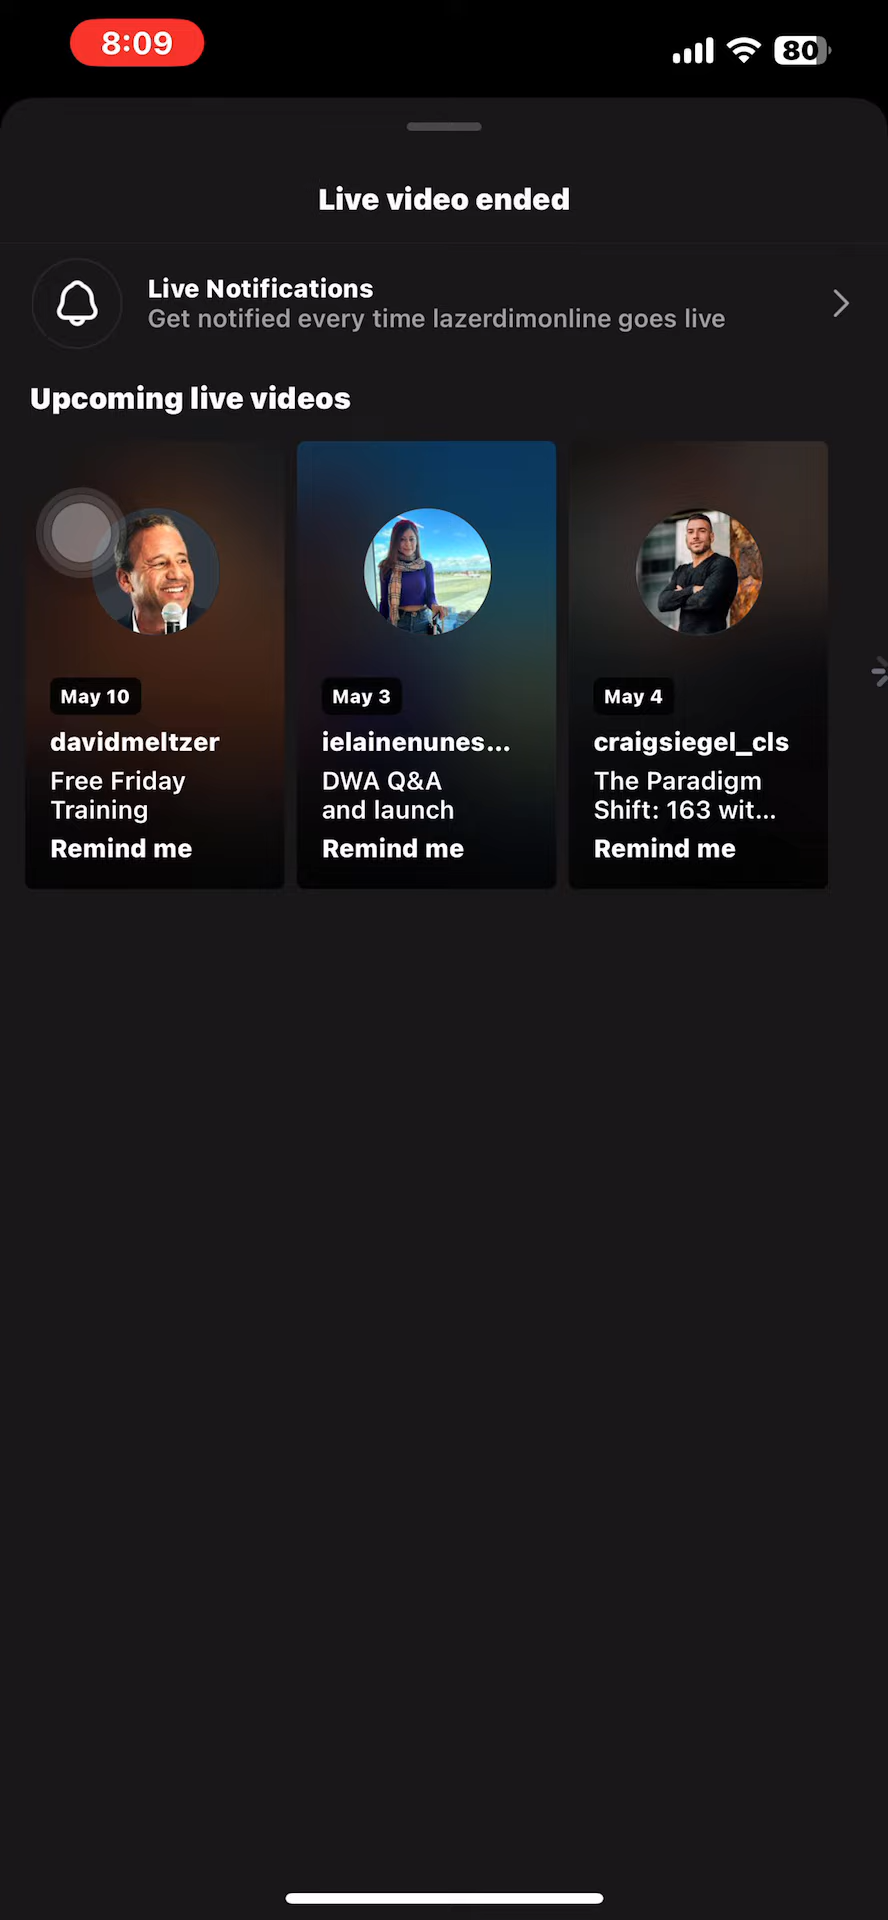 8:09
80
Live video ended
Live Notifications
Get notified every time lazerdimonline goes live
Upcoming live videos
May 10
davidmeltzer
Free Friday
Training
Remind me
May 3
ielainenunes...
DWA Q&A
and launch
Remind me
May 4
craigsiegel_cls
The Paradigm
Shift: 163 wit...
Remind me